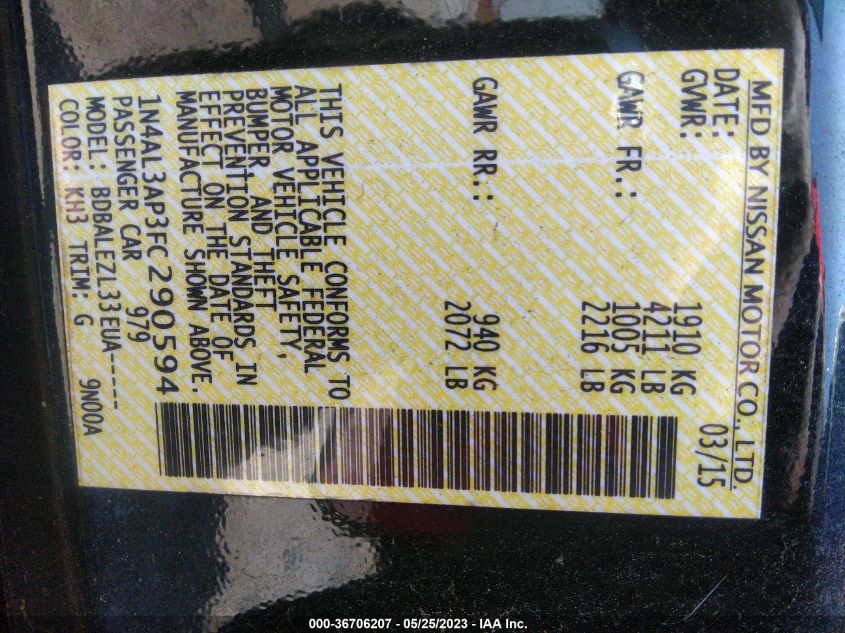 MFD BY NISSAN MOTOR CO., LTD.
DATE: 03/15
GVWR: 1910 KG
4211 LB
GAWR FR.: 1005 KG
2216 LB
GAWR RR.: 940 KG
2072 LB
THIS VEHICLE CONFORMS TO
ALL APPLICABLE FEDERAL
MOTOR VEHICLE SAFETY,
BUMPER AND THEFT
PREVENTION STANDARDS IN
EFFECT ON THE DATE OF
MANUFACTURE SHOWN ABOVE.
1N4AL3AP3FC290594
PASSENGER CAR 979
MODEL: BDBALEZL33EUA-----
COLOR: KH3 TRIM: G 9N00A
000-36706207 - 05/25/2023 - IAA Inc.